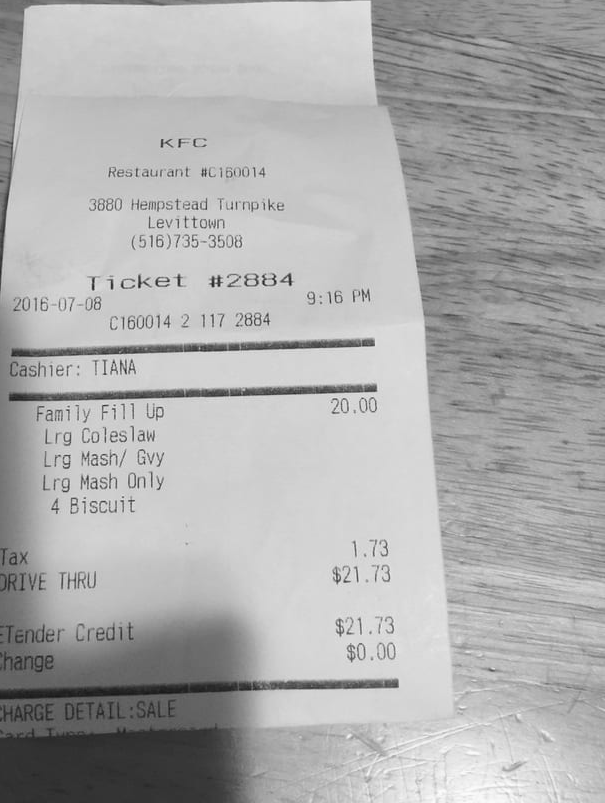 KFC
Restaurant #C160014
3880 Hempstead Turnpike
Levittown
(516)735-3508
Ticket #2884
2016-07-08 9:16 PM
C160014 2 117 2884
Cashier: TIANA
Family Fill Up 20.00
Lrg Coleslaw
Lrg Mash/ Gvy
Lrg Mash Only
4 Biscuit
Tax 1.73
DRIVE THRU $21.73
ETender Credit $21.73
Change $0.00
CHARGE DETAIL:SALE
Card Type: